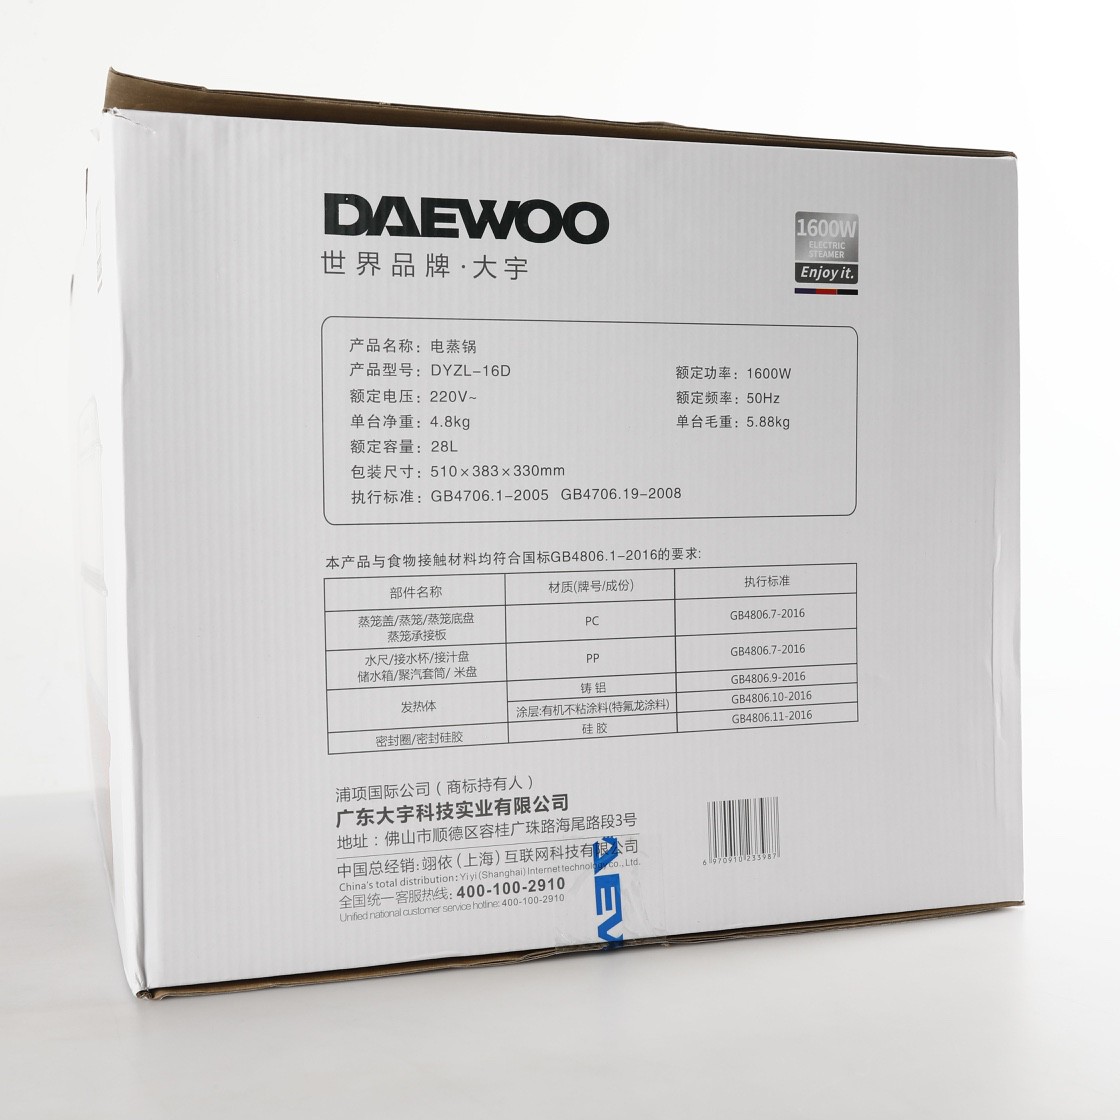 DAEWOO
世界品牌·大宇
1600W
ELECTRIC
STEAMER
Enjoy it.
产品名称：电蒸锅
产品型号：DYZL-16D
额定功率：1600W
额定电压：220V~
额定频率：50Hz
单台净重：4.8kg
单台毛重：5.88kg
额定容量：28L
包装尺寸：510×383×330mm
执行标准：GB4706.1-2005 GB4706.19-2008
本产品与食物接触材料均符合国标GB4806.1-2016的要求:
部件名称 材质(牌号/成份) 执行标准
蒸笼盖/蒸笼/蒸笼底盘
蒸笼承接板
PC GB4806.7-2016
水尺/接水杯/接汁盘
储水箱/聚汽套筒/ 米盘
PP GB4806.7-2016
发热体
铸 铝 GB4806.9-2016
涂层:有机不粘涂料(特氟龙涂料) GB4806.10-2016
密封圈/密封硅胶 硅 胶 GB4806.11-2016
浦项国际公司（商标持有人）
广东大宇科技实业有限公司
地址：佛山市顺德区容桂广珠路海尾路段3号
中国总经销：翊依（上海）互联网科技有限公司
China's total distribution : Yiyi (Shanghai) Internet technology co., Ltd.
全国统一客服热线: 400-100-2910
Unified national customer service hotline: 400-100-2910
6 970910 233987
AEW